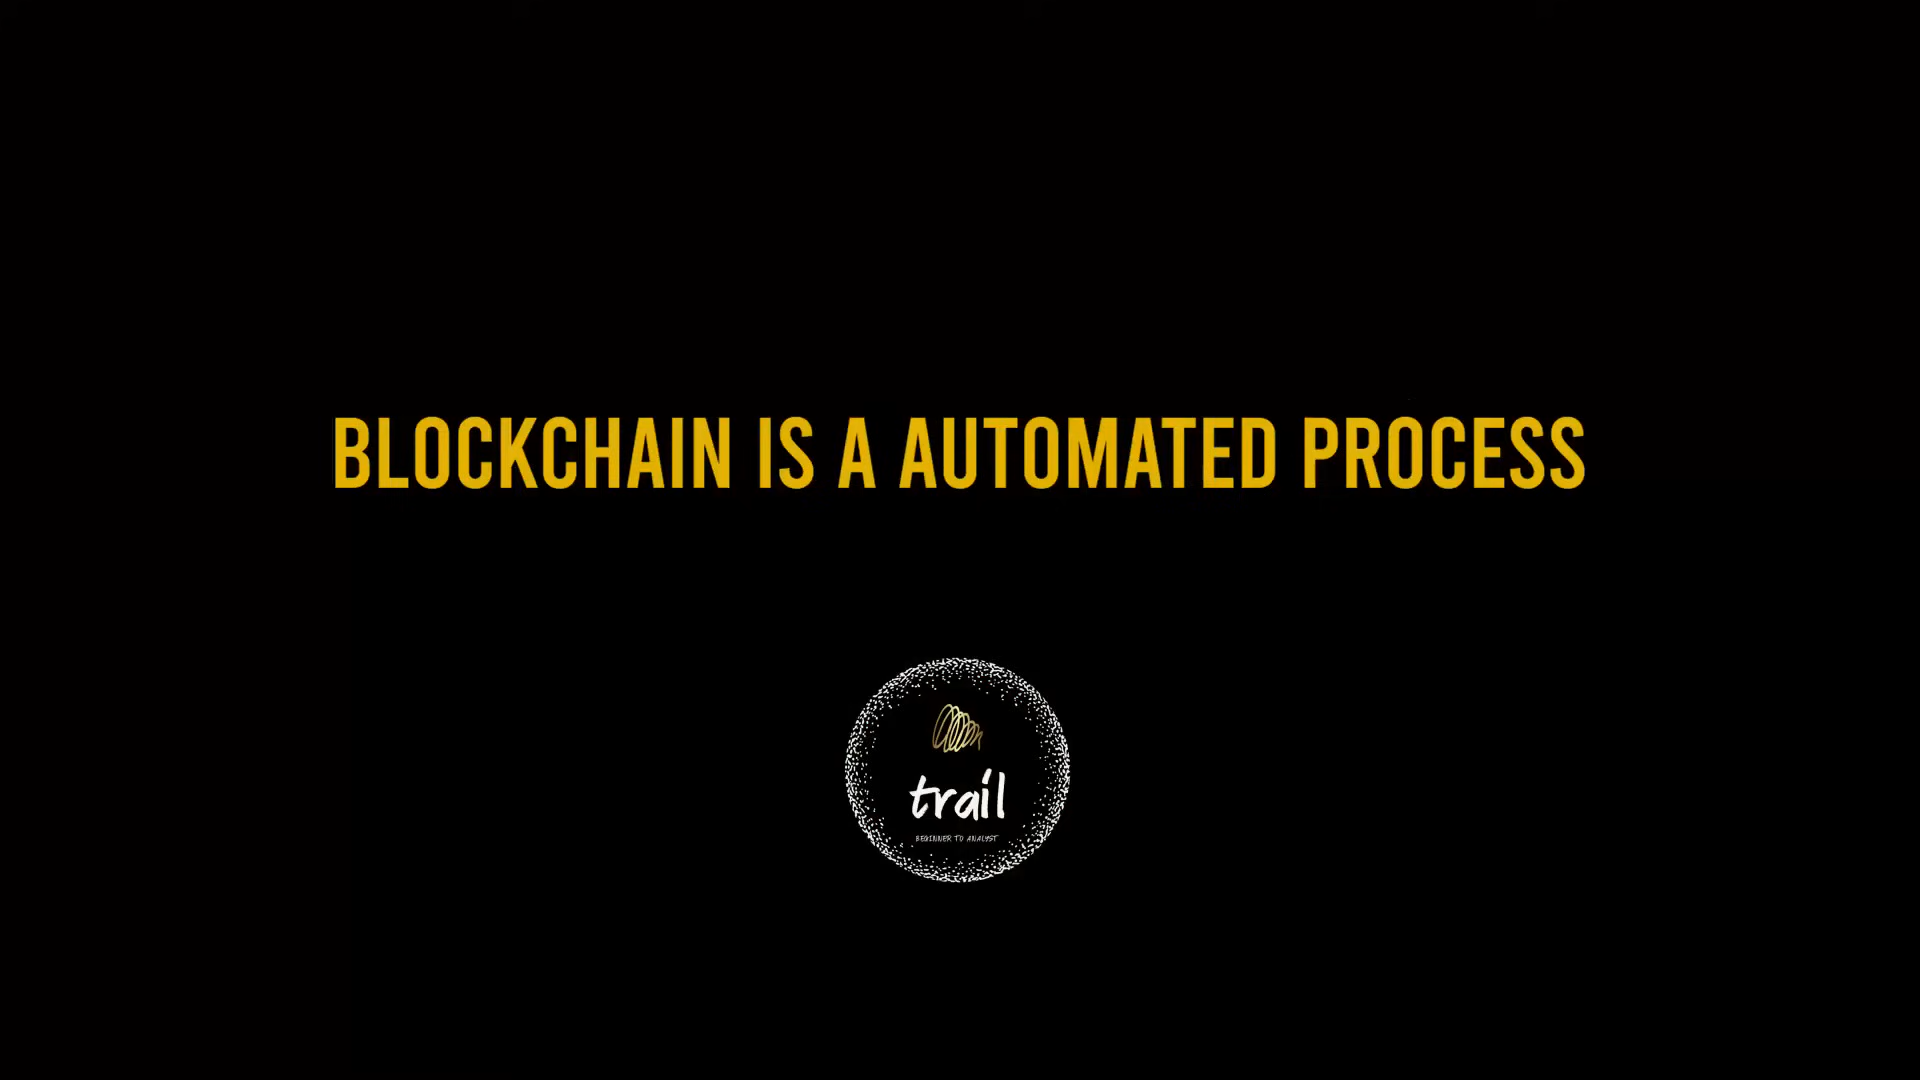 BLOCKCHAIN IS A AUTOMATED PROCESS
trail
BEGINNER TO ANALYST